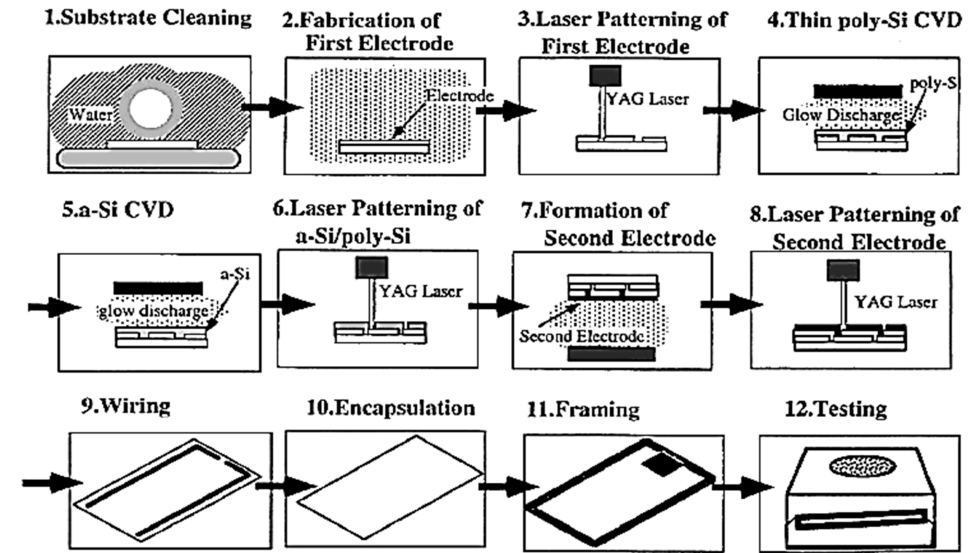 1.Substrate Cleaning
2.Fabrication of
First Electrode
3.Laser Patterning of
First Electrode
4.Thin poly-Si CVD
Water
Electrode
YAG Laser
poly-S
Glow Discharge
5.a-Si CVD
6.Laser Patterning of
a-Si/poly-Si
7.Formation of
Second Electrode
8.Laser Patterning of
Second Electrode
a-Si
glow discharge
YAG Laser
Second Electrode
YAG Laser
9.Wiring
10.Encapsulation
11.Framing
12.Testing